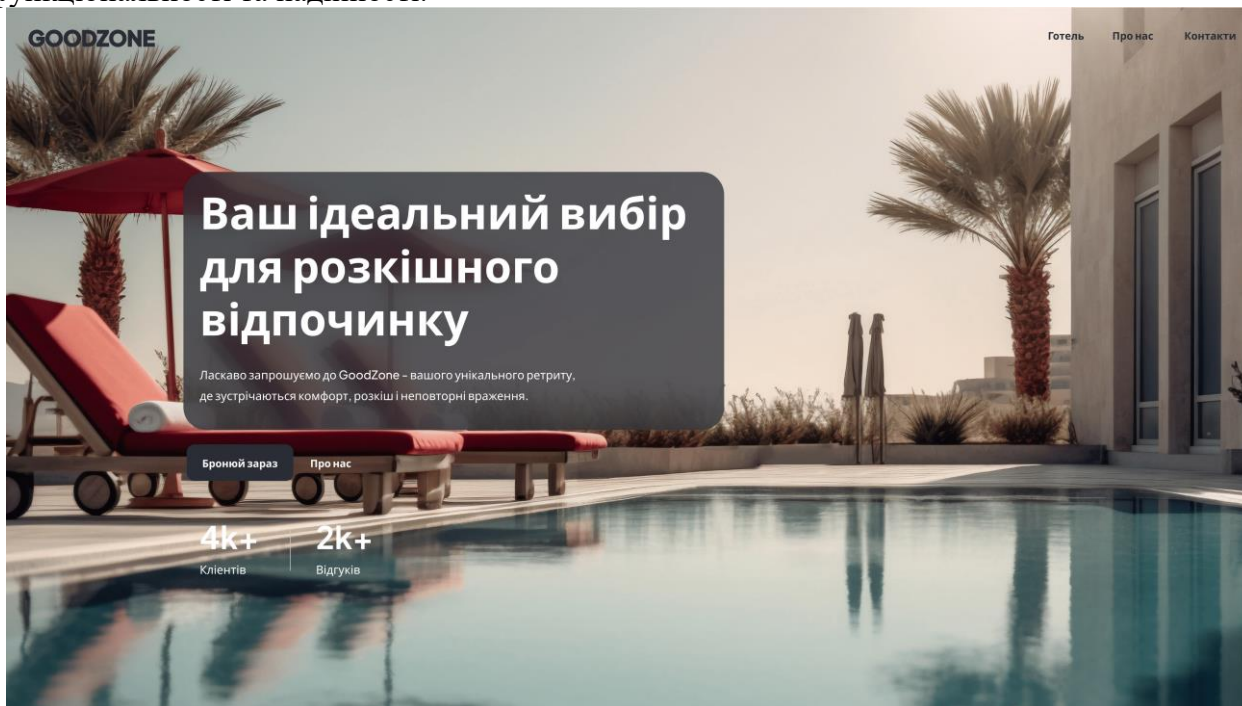 GOODZONE
Готель Про нас Контакти
Ваш ідеальний вибір
для розкішного
відпочинку
Ласкаво запрошуємо до GoodZone – вашого унікального ретриту,
де зустрічаються комфорт, розкіш і неповторні враження.
Бронюй зараз Про нас
4k+ 2k+
Клієнтів Відгуків